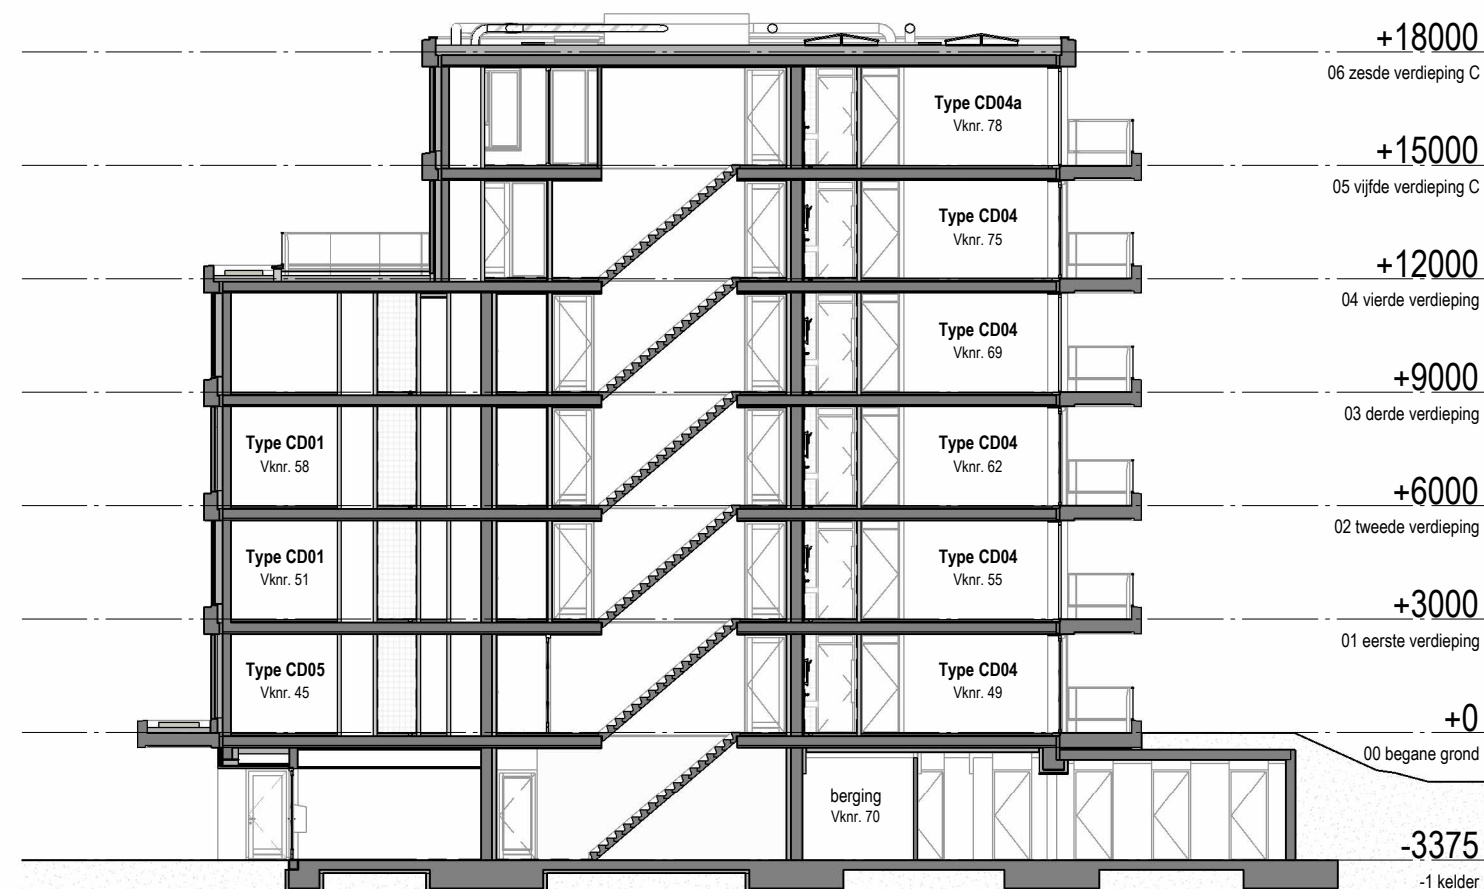 +18000
06 zesde verdieping C
Type CD04a
Vknr. 78
+15000
05 vijfde verdieping C
Type CD04
Vknr. 75
+12000
04 vierde verdieping
Type CD04
Vknr. 69
+9000
03 derde verdieping
Type CD01
Vknr. 58
Type CD04
Vknr. 62
+6000
02 tweede verdieping
Type CD01
Vknr. 51
Type CD04
Vknr. 55
+3000
01 eerste verdieping
Type CD05
Vknr. 45
Type CD04
Vknr. 49
+0
00 begane grond
berging
Vknr. 70
-3375
-1 kelder